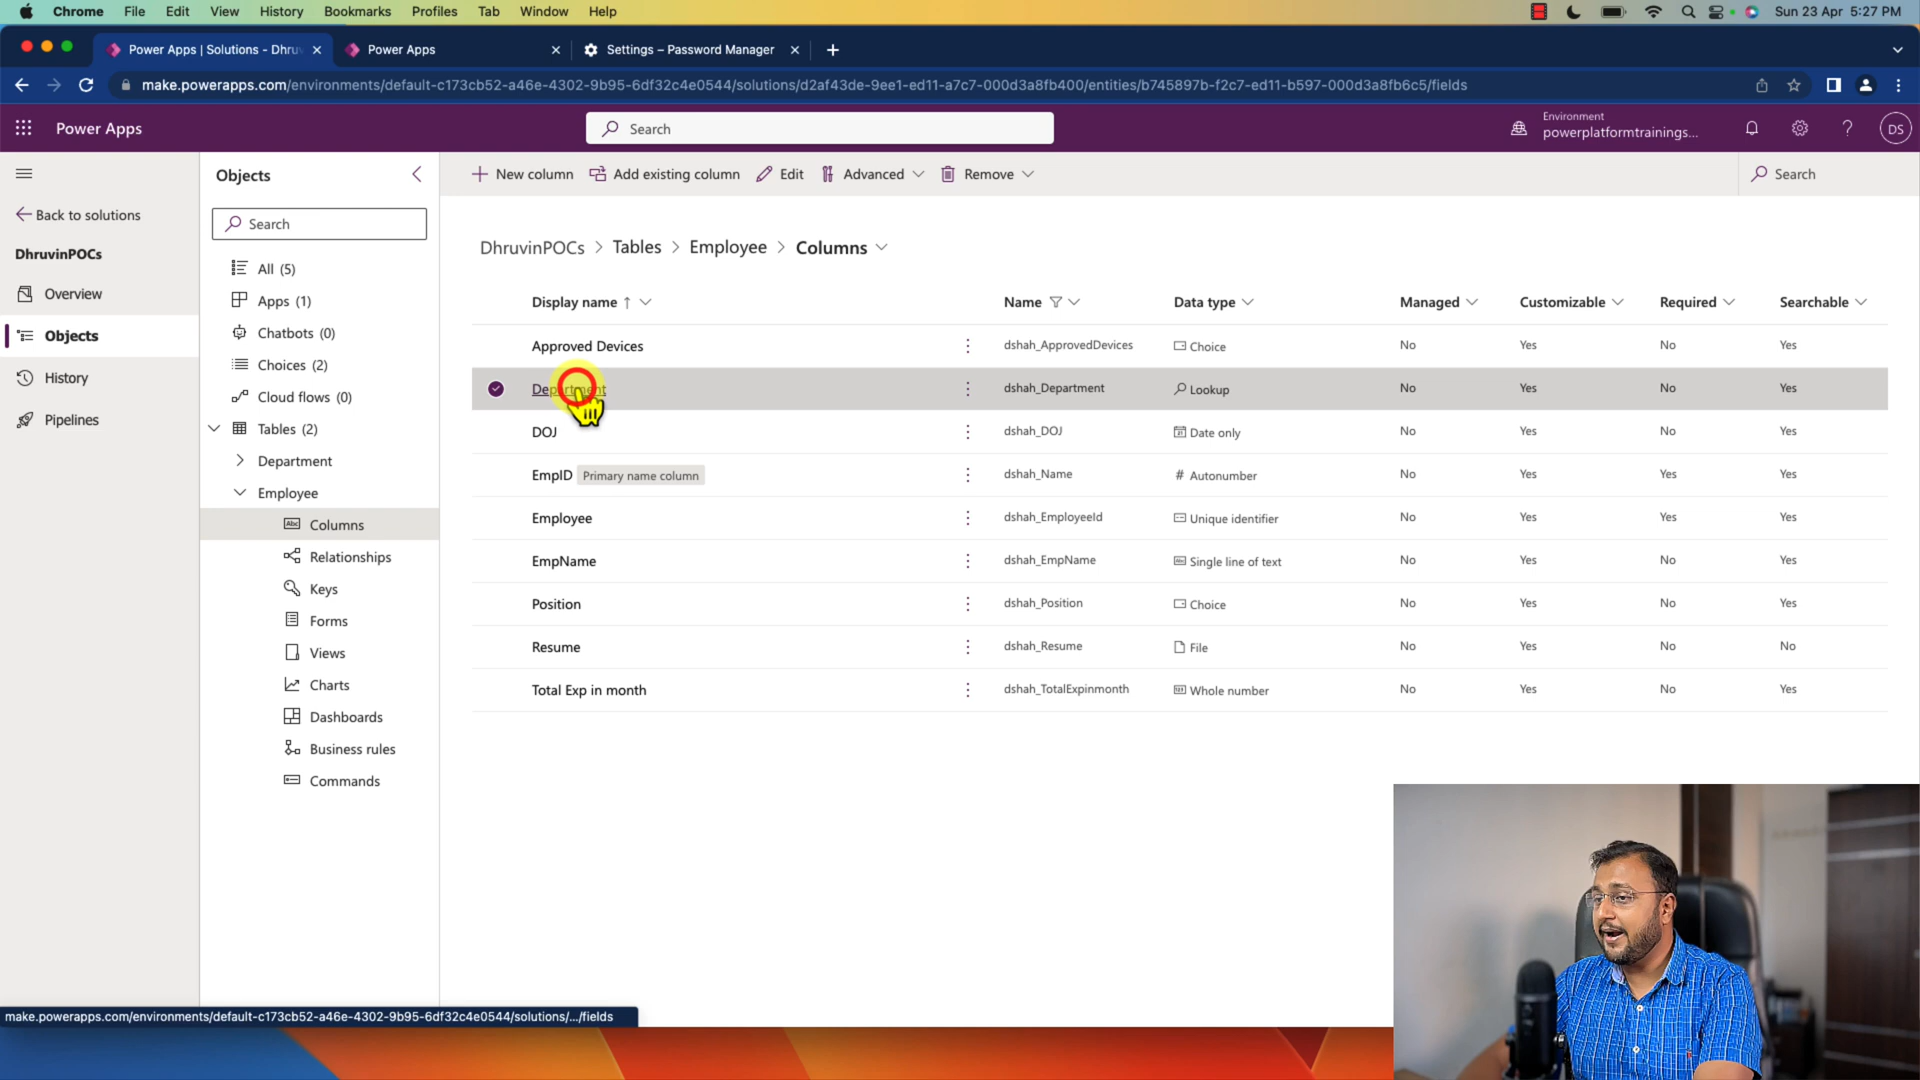 Chrome File Edit View History Bookmarks Profiles Tab Window Help Sun 23 Apr 5:27 PM
Power Apps | Solutions - Dhruv Power Apps Settings – Password Manager
make.powerapps.com/environments/default-c173cb52-a46e-4302-9b95-6df32c4e0544/solutions/d2af43de-9ee1-ed11-a7c7-000d3a8fb400/entities/b745897b-f2c7-ed11-b597-000d3a8fb6c5/fields
Power Apps Search Environment
powerplatformtrainings... DS
Objects
New column Add existing column Edit Advanced Remove Search
Back to solutions
Search
DhruvinPOCs
Overview
Objects
History
Pipelines
All (5)
Apps (1)
Chatbots (0)
Choices (2)
Cloud flows (0)
Tables (2)
Department
Employee
Columns
Relationships
Keys
Forms
Views
Charts
Dashboards
Business rules
Commands
DhruvinPOCs > Tables > Employee > Columns
Display name ↑ Name Data type Managed Customizable Required Searchable
Approved Devices dshah_ApprovedDevices Choice No Yes No Yes
Department dshah_Department Lookup No Yes No Yes
DOJ dshah_DOJ Date only No Yes No Yes
EmpID Primary name column dshah_Name # Autonumber No Yes Yes Yes
Employee dshah_EmployeeId Unique identifier No Yes Yes Yes
EmpName dshah_EmpName Abc Single line of text No Yes No Yes
Position dshah_Position Choice No Yes No Yes
Resume dshah_Resume File No Yes No No
Total Exp in month dshah_TotalExpinmonth Whole number No Yes No Yes
make.powerapps.com/environments/default-c173cb52-a46e-4302-9b95-6df32c4e0544/solutions/.../fields